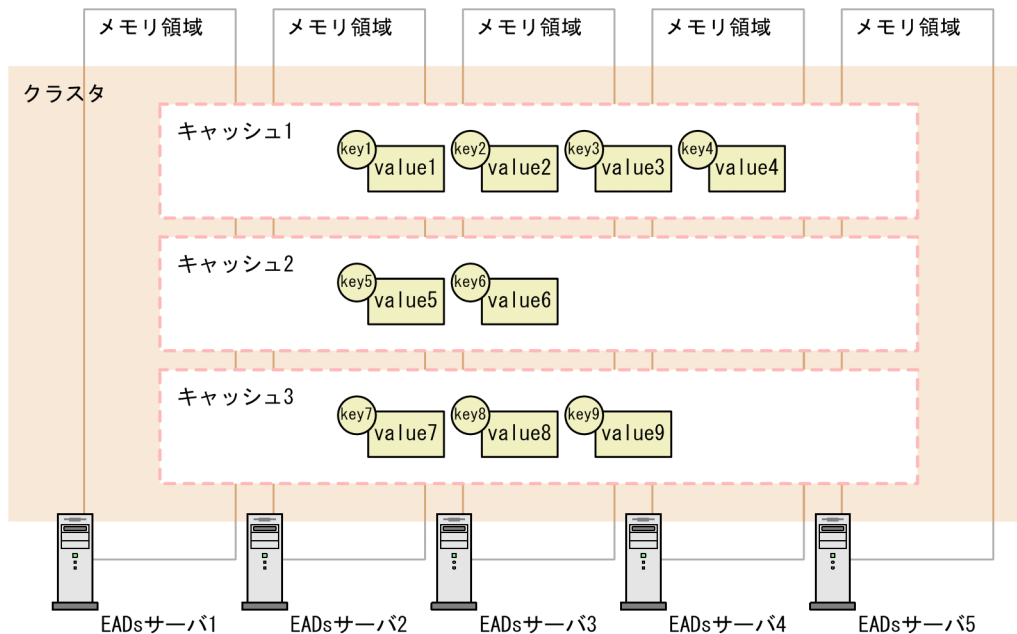 メモリ領域 メモリ領域 メモリ領域 メモリ領域 メモリ領域
クラスタ
キャッシュ1
key1 key2 key3 key4
value1 value2 value3 value4
キャッシュ2
key5 key6
value5 value6
キャッシュ3
key7 key8 key9
value7 value8 value9
EADsサーバ1 EADsサーバ2 EADsサーバ3 EADsサーバ4 EADsサーバ5